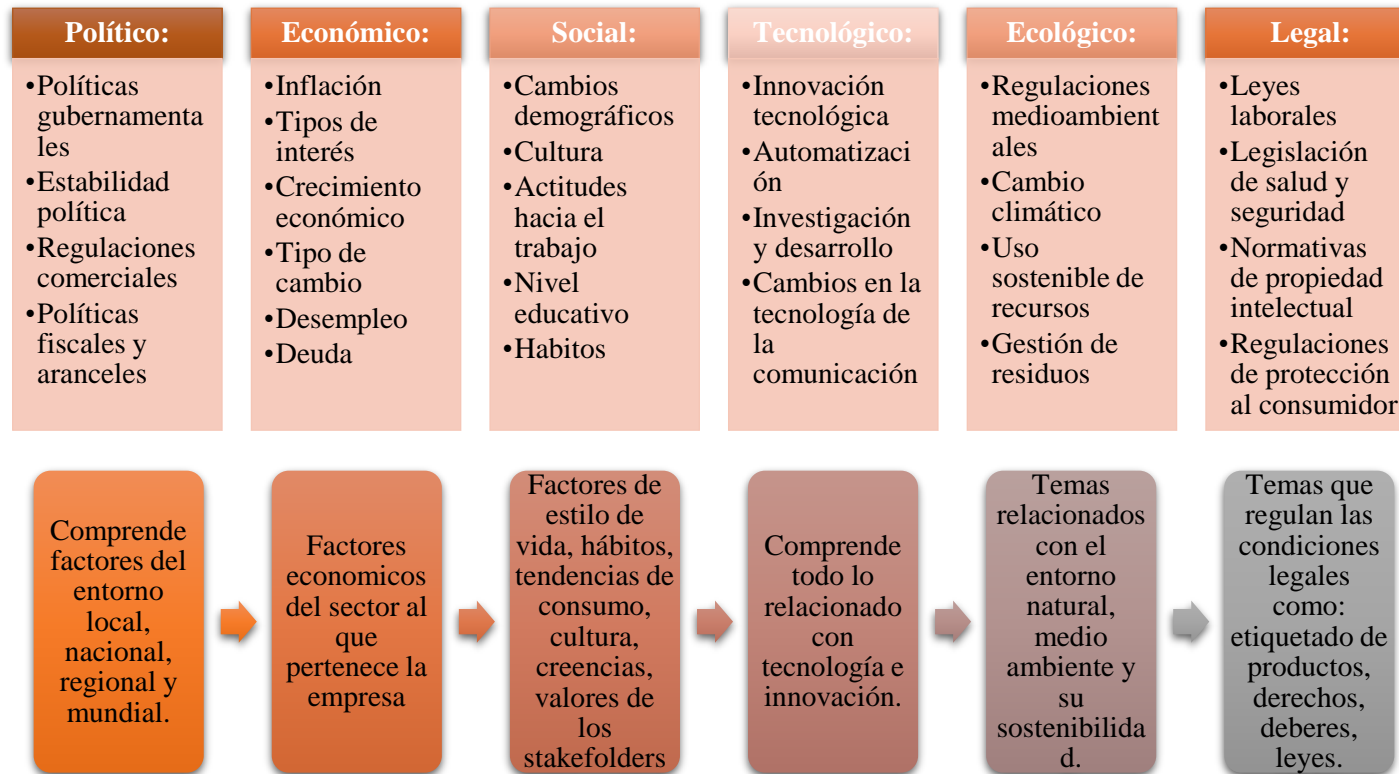 Político:
•Políticas
gubernamenta
les
•Estabilidad
política
•Regulaciones
comerciales
•Políticas
fiscales y
aranceles
Económico:
•Inflación
•Tipos de
interés
•Crecimiento
económico
•Tipo de
cambio
•Desempleo
•Deuda
Social:
•Cambios
demográficos
•Cultura
•Actitudes
hacia el
trabajo
•Nivel
educativo
•Habitos
Tecnológico:
•Innovación
tecnológica
•Automatizaci
ón
•Investigación
y desarrollo
•Cambios en la
tecnología de
la
comunicación
Ecológico:
•Regulaciones
medioambient
ales
•Cambio
climático
•Uso
sostenible de
recursos
•Gestión de
residuos
Legal:
•Leyes
laborales
•Legislación
de salud y
seguridad
•Normativas
de propiedad
intelectual
•Regulaciones
de protección
al consumidor
Comprende
factores del
entorno
local,
nacional,
regional y
mundial.
Factores
economicos
del sector al
que
pertenece la
empresa
Factores de
estilo de
vida, hábitos,
tendencias de
consumo,
cultura,
creencias,
valores de
los
stakefolders
Comprende
todo lo
relacionado
con
tecnología e
innovación.
Temas
relacionados
con el
entorno
natural,
medio
ambiente y
su
sostenibilida
d.
Temas que
regulan las
condiciones
legales
como:
etiquetado de
productos,
derechos,
deberes,
leyes.